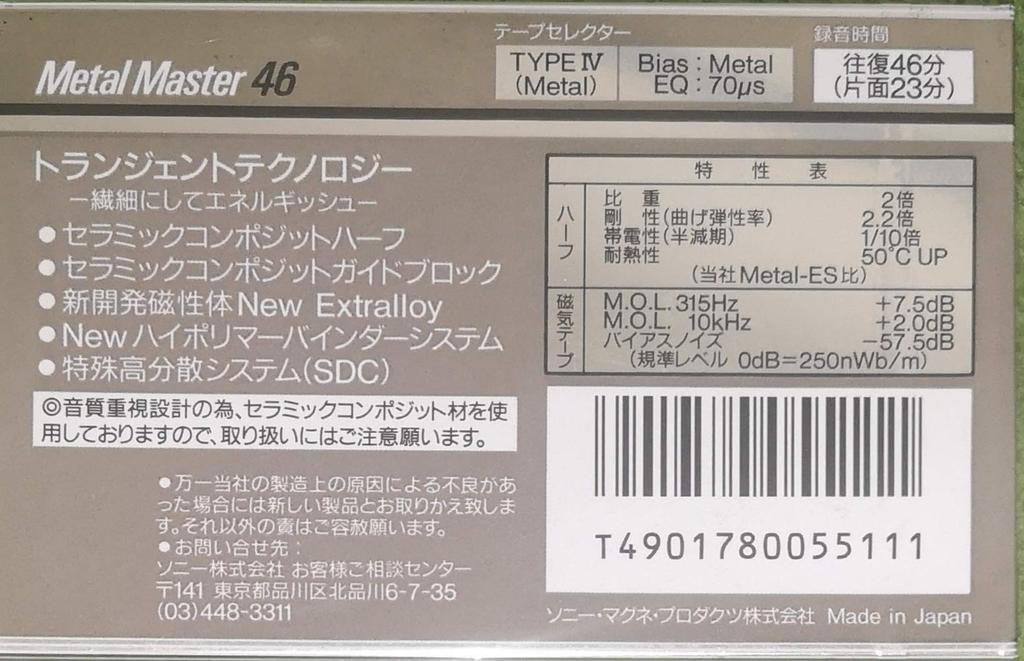 Metal Master 46
テープセレクター
TYPE Ⅳ
(Metal)
Bias : Metal
EQ : 70μs
録音時間
往復46分
(片面23分)
トランジェントテクノロジー
ー繊細にしてエネルギッシュー
●セラミックコンポジットハーフ
●セラミックコンポジットガイドブロック
●新開発磁性体New Extralloy
●Newハイポリマーバインダーシステム
●特殊高分散システム(SDC)
◎音質重視設計の為、セラミックコンポジット材を使
用しておりますので、取り扱いにはご注意願います。
●万一当社の製造上の原因による不良があ
った場合には新しい製品とお取りかえ致しま
す。それ以外の責はご容赦願います。
●お問い合せ先：
ソニー株式会社 お客様ご相談センター
〒141 東京都品川区北品川6-7-35
(03)448-3311
特性表
ハーフ
比重 2倍
剛性(曲げ弾性率) 2.2倍
帯電性(半減期) 1/10倍
耐熱性 50℃ UP
(当社Metal-ES比)
磁気テープ
M.O.L. 315Hz +7.5dB
M.O.L. 10kHz +2.0dB
バイアスノイズ −57.5dB
(規準レベル 0dB=250nWb/m)
T4901780055111
ソニー・マグネ・プロダクツ株式会社 Made in Japan